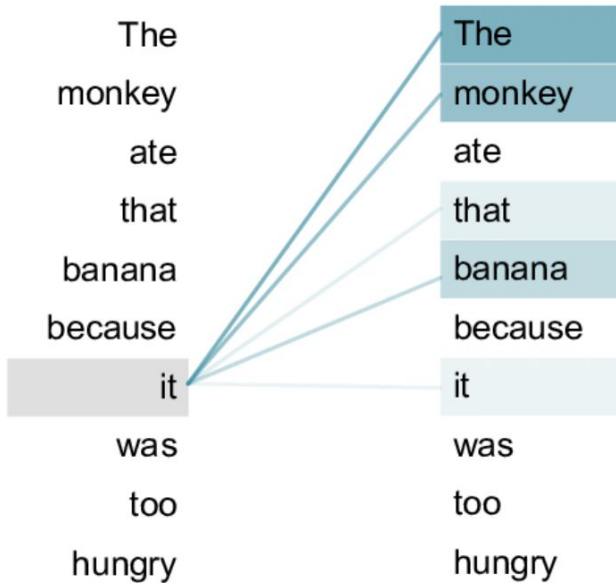 The The
monkey monkey
ate ate
that that
banana banana
because because
it it
was was
too too
hungry hungry